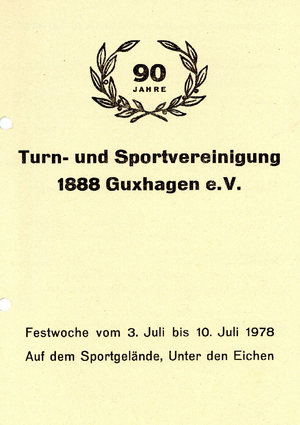 90
JAHRE
Turn- und Sportvereinigung
1888 Guxhagen e.V.
Festwoche vom 3. Juli bis 10. Juli 1978
Auf dem Sportgelände, Unter den Eichen